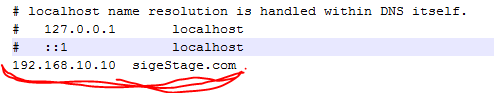 # localhost name resolution is handled within DNS itself.
# 127.0.0.1 localhost
# ::1 localhost
192.168.10.10 sigeStage.com